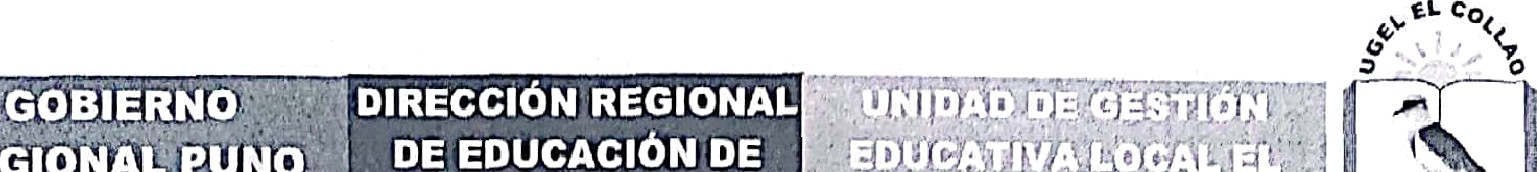 GOBIERNO
GIONAL PUNO
DIRECCIÓN REGIONAL
DE EDUCACIÓN DE
UNIDAD DE GESTIÓN
EDUCATIVA LOCAL EL
UGEL EL COLLAO